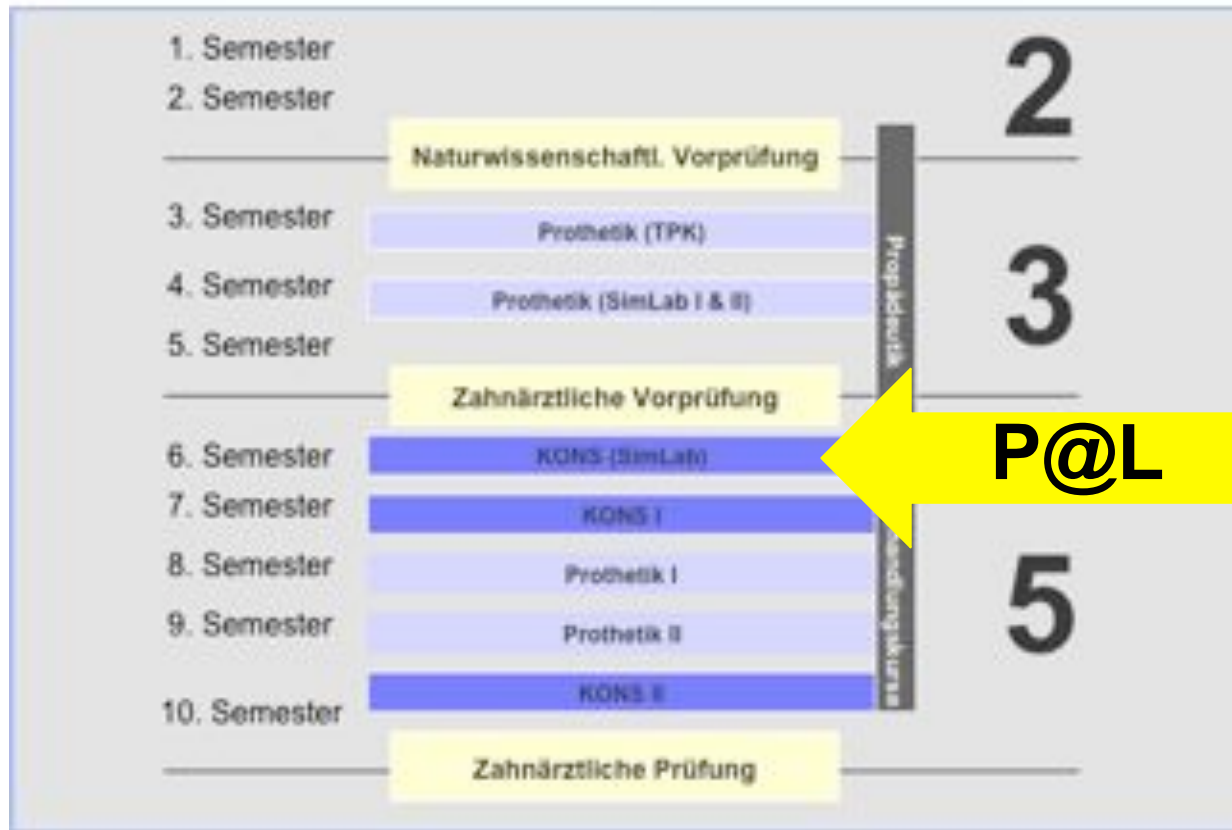 1. Semester
2. Semester
2
Naturwissenschaftl. Vorprüfung
3. Semester
Prothetik (TPK)
4. Semester
Prothetik (SimLab I & II)
5. Semester
3
Propädeutik
Zahnärztliche Vorprüfung
6. Semester
KONS (SimLab)
P@L
7. Semester
KONS I
8. Semester
Prothetik I
9. Semester
Prothetik II
5
KONS II
10. Semester
Zahnärztliche Prüfung